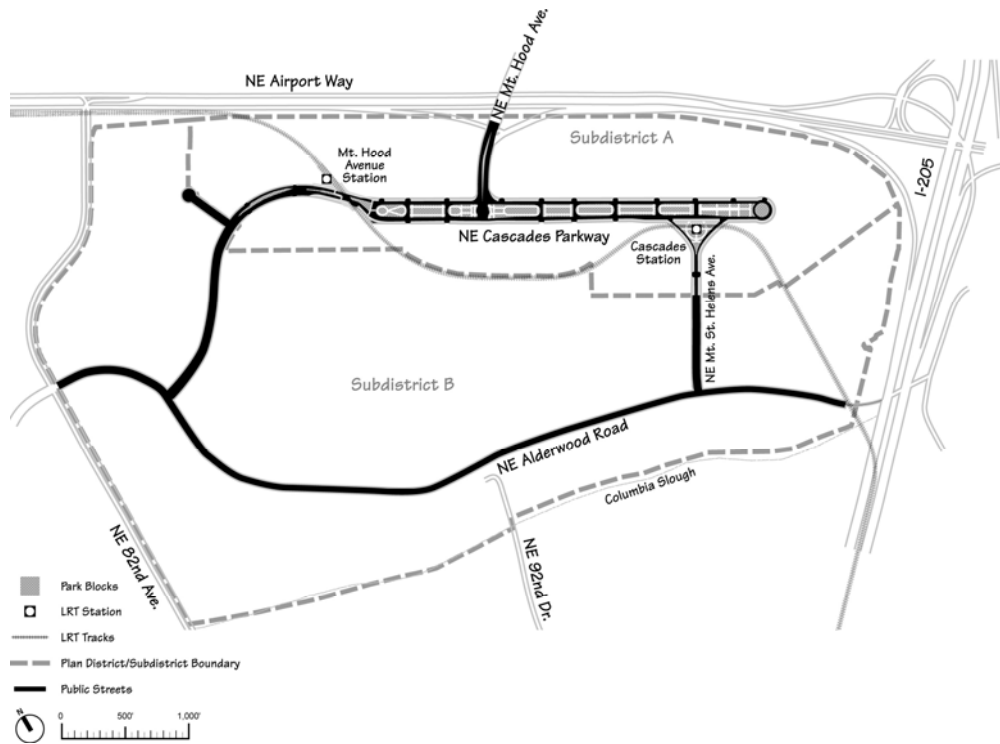 NE Mt. Hood Ave.
NE Airport Way
Subdistrict A
Mt. Hood
Avenue
Station
I-205
NE Cascades Parkway
Cascades
Station
NE Mt. St. Helens Ave.
Subdistrict B
NE Alderwood Road
Columbia Slough
NE 82nd Ave.
NE 92nd Dr.
Park Blocks
LRT Station
LRT Tracks
Plan District/Subdistrict Boundary
Public Streets
N
0 500' 1,000'